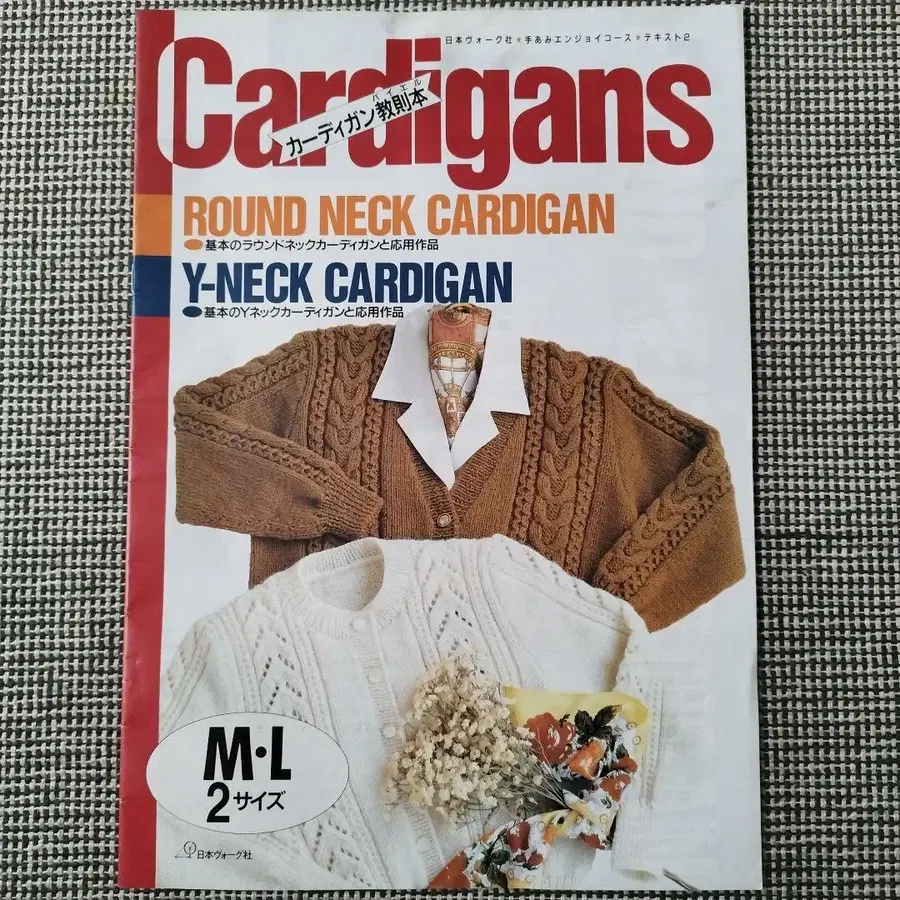 日本ヴォーグ社★手あみエンジョイコース★テキスト2
Cardigans
バイエル
カーディガン教則本
ROUND NECK CARDIGAN
●基本のラウンドネックカーディガンと応用作品
Y-NECK CARDIGAN
●基本のYネックカーディガンと応用作品
M·L
2サイズ
日本ヴォーグ社